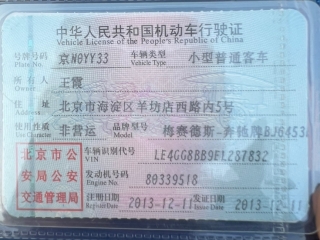 中华人民共和国机动车行驶证
Vehicle License of the People's Republic of China
号牌号码 京N0YY33 车辆类型 小型普通客车
Plate No. Vehicle Type
所有人 王霞
Owner
住址 北京市海淀区羊坊店西路内5号
Address
使用性质 非营运 品牌型号 梅赛德斯-奔驰牌BJ6453
Use Character Model
北京市公安局公安交通管理局
车辆识别代号 LE4GG8BB9EL287832
VIN
发动机号码 80339518
Engine No.
注册日期 2013-12-11 发证日期 2013-12-11
Register Date Issue Date